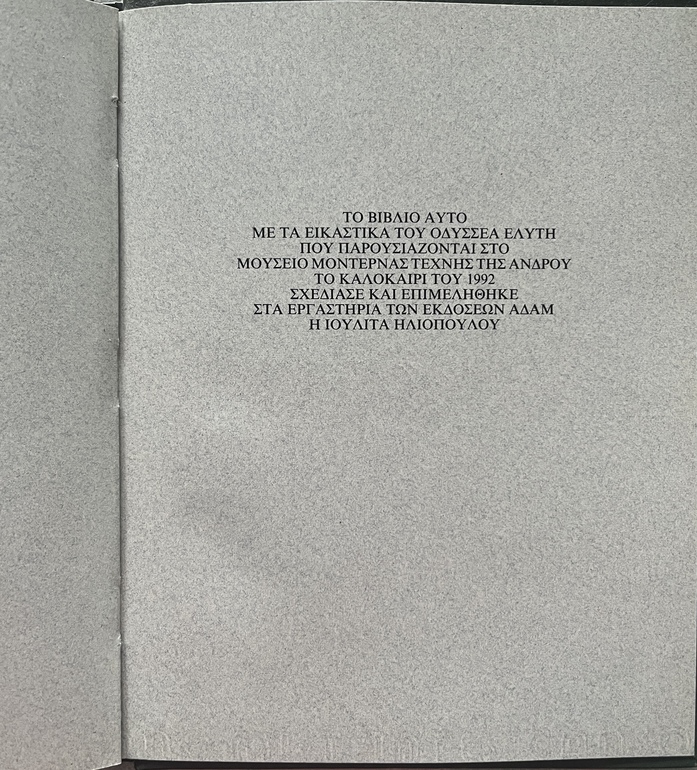 ΤΟ ΒΙΒΛΙΟ ΑΥΤΟ
ΜΕ ΤΑ ΕΙΚΑΣΤΙΚΑ ΤΟΥ ΟΔΥΣΣΕΑ ΕΛΥΤΗ
ΠΟΥ ΠΑΡΟΥΣΙΑΖΟΝΤΑΙ ΣΤΟ
ΜΟΥΣΕΙΟ ΜΟΝΤΕΡΝΑΣ ΤΕΧΝΗΣ ΤΗΣ ΑΝΔΡΟΥ
ΤΟ ΚΑΛΟΚΑΙΡΙ ΤΟΥ 1992
ΣΧΕΔΙΑΣΕ ΚΑΙ ΕΠΙΜΕΛΗΘΗΚΕ
ΣΤΑ ΕΡΓΑΣΤΗΡΙΑ ΤΩΝ ΕΚΔΟΣΕΩΝ ΑΔΑΜ
Η ΙΟΥΛΙΤΑ ΗΛΙΟΠΟΥΛΟΥ